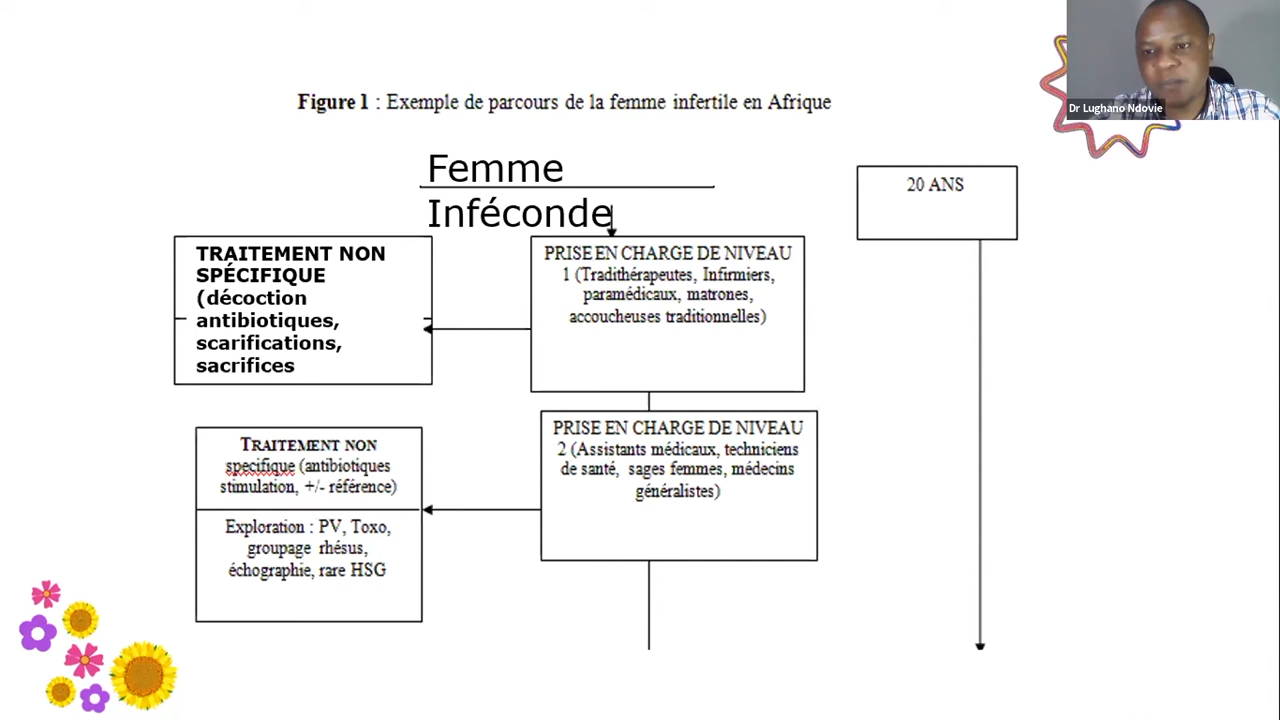 Dr Lughano Ndovie
Figure 1 : Exemple de parcours de la femme infertile en Afrique
Femme
Inféconde
20 ANS
TRAITEMENT NON
SPÉCIFIQUE
(décoction
antibiotiques,
scarifications,
sacrifices
PRISE EN CHARGE DE NIVEAU
1 (Tradithérapeutes, Infirmiers,
paramédicaux, matrones,
accoucheuses traditionnelles)
TRAITEMENT NON
specifique (antibiotiques
stimulation, +/- référence)
Exploration : PV, Toxo,
groupage rhésus,
échographie, rare HSG
PRISE EN CHARGE DE NIVEAU
2 (Assistants médicaux, techniciens
de santé, sages femmes, médecins
généralistes)